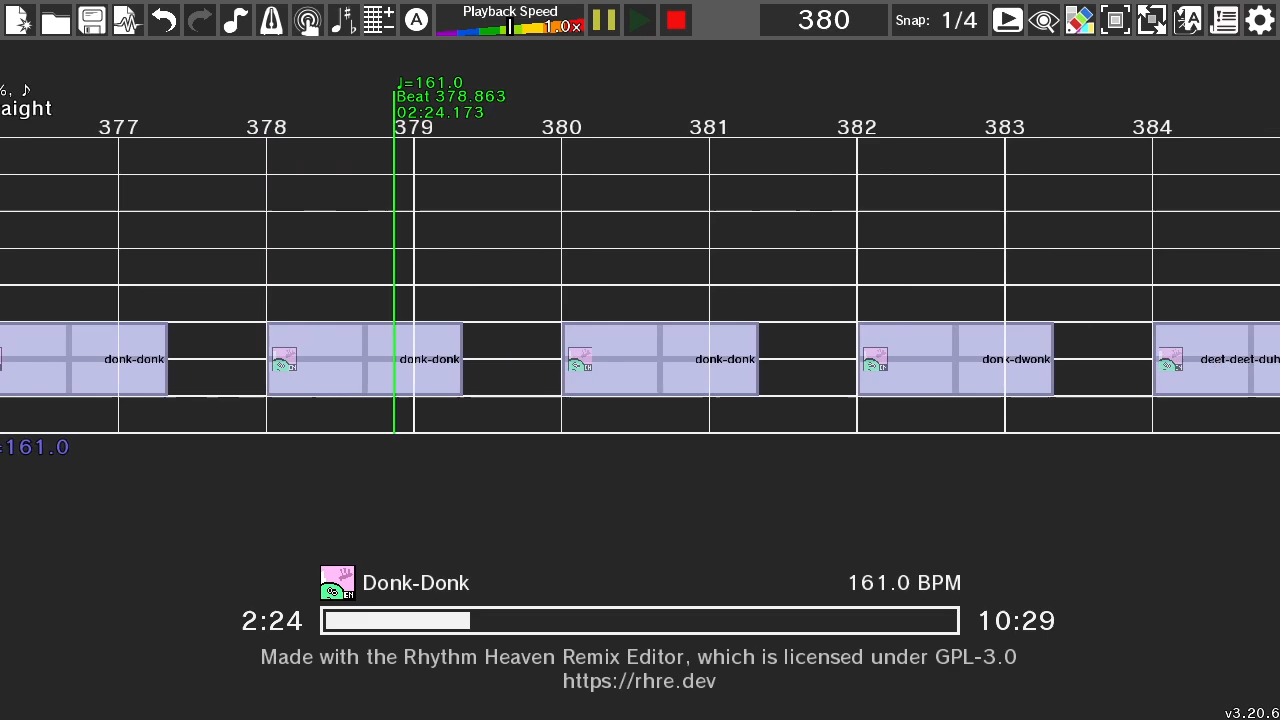 Playback Speed
1.0x
380
Snap: 1/4
A
A
♩=161.0
%, ♪
Beat 378.863
aight
02:24.173
377 378 379 380 381 382 383 384
donk-donk donk-donk donk-donk donk-dwonk deet-deet-duh
=161.0
Donk-Donk 161.0 BPM
EN
2:24 10:29
Made with the Rhythm Heaven Remix Editor, which is licensed under GPL-3.0
https://rhre.dev
v3.20.6